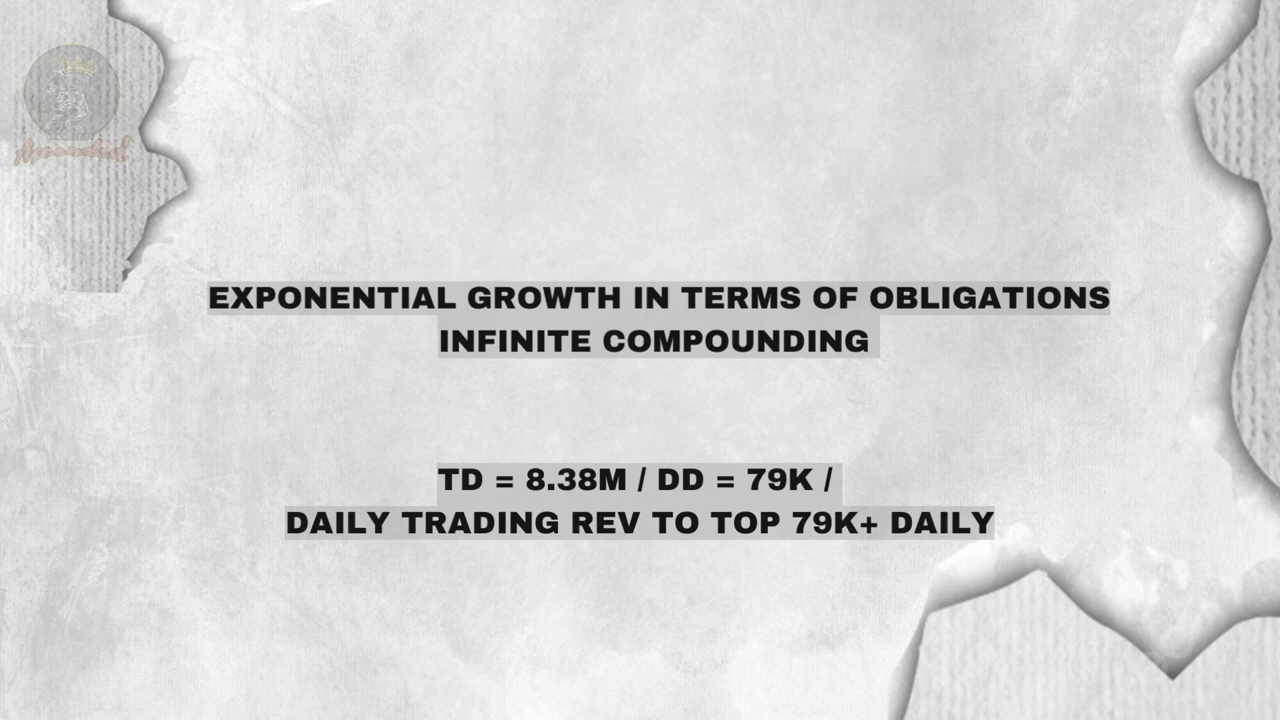 EXPONENTIAL GROWTH IN TERMS OF OBLIGATIONS
INFINITE COMPOUNDING
TD = 8.38M / DD = 79K /
DAILY TRADING REV TO TOP 79K+ DAILY